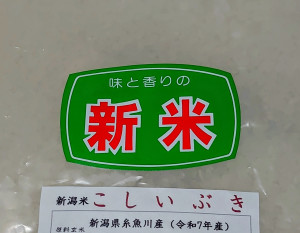 味と香りの
新米
新潟米こしいぶき
新潟県糸魚川産（令和7年産）